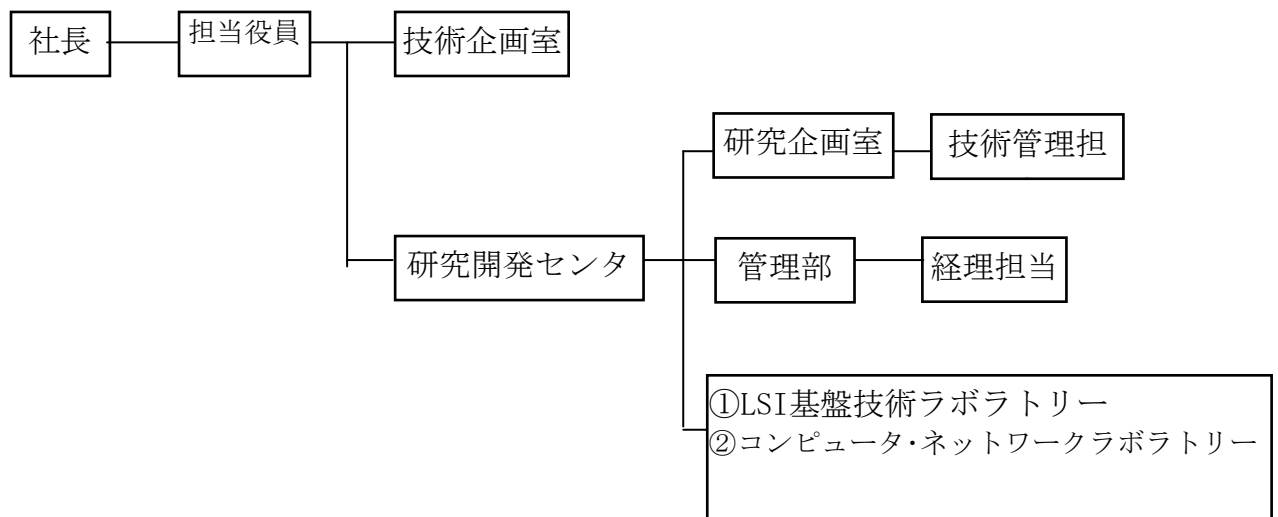 社長
担当役員
技術企画室
研究企画室
技術管理担
研究開発センタ
管理部
経理担当
①LSI基盤技術ラボラトリー
②コンピュータ・ネットワークラボラトリー